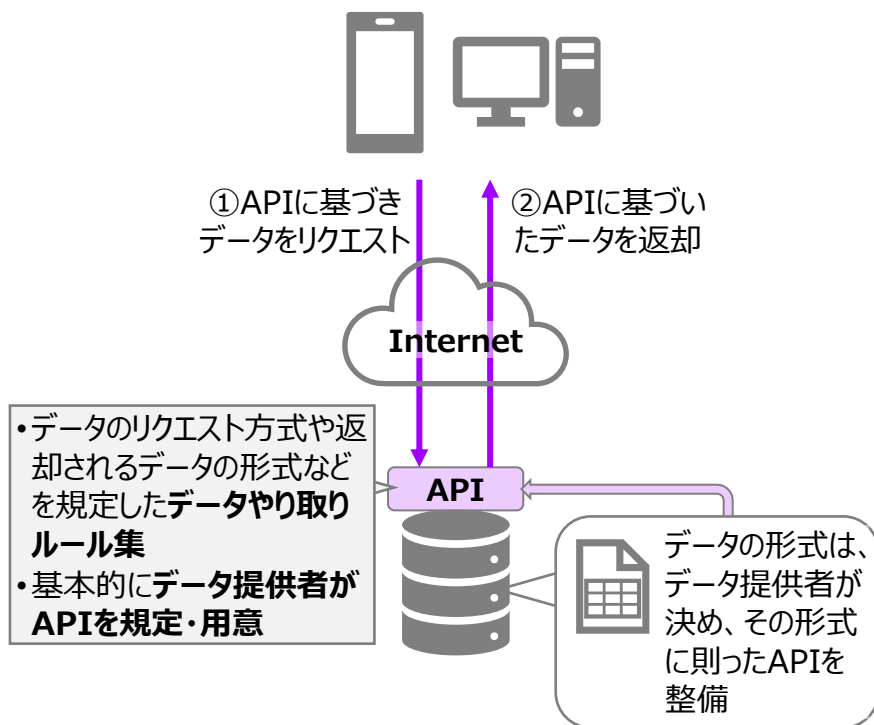 ①APIに基づき
データをリクエスト
②APIに基づい
たデータを返却
Internet
•データのリクエスト方式や返
却されるデータの形式など
を規定したデータやり取り
ルール集
•基本的にデータ提供者が
APIを規定・用意
API
データの形式は、
データ提供者が
決め、その形式
に則ったAPIを
整備